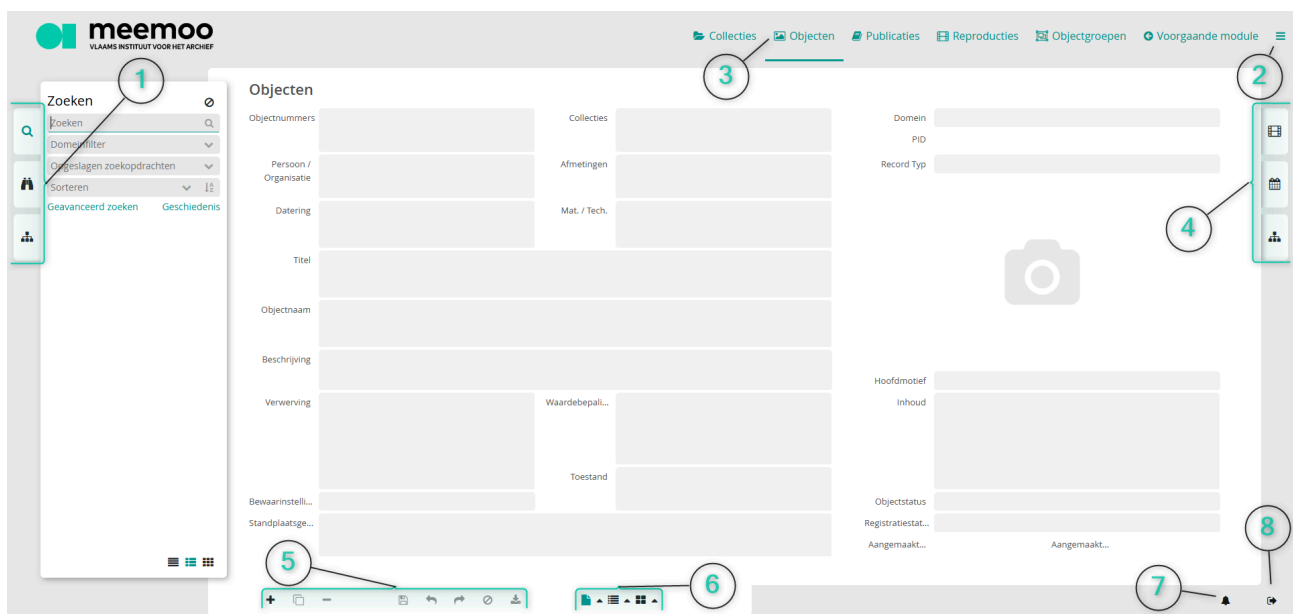 meemoo
VLAAMS INSTITUUT VOOR HET ARCHIEF
Collecties
Objecten
Publicaties
Reproducties
Objectgroepen
Voorgaande module
1
3
2
Zoeken
Zoeken
Domeinfilter
Opgeslagen zoekopdrachten
Sorteren
Geavanceerd zoeken
Geschiedenis
Objecten
Objectnummers
Collecties
Domein
PID
Persoon /
Organisatie
Afmetingen
Record Typ
Datering
Mat. / Tech.
4
Titel
Objectnaam
Beschrijving
Hoofdmotief
Verwerving
Waardebepali...
Inhoud
Toestand
Bewaarinstelli...
Objectstatus
Standplaatsge...
Registratiestat...
Aangemaakt...
Aangemaakt...
5
6
7
8